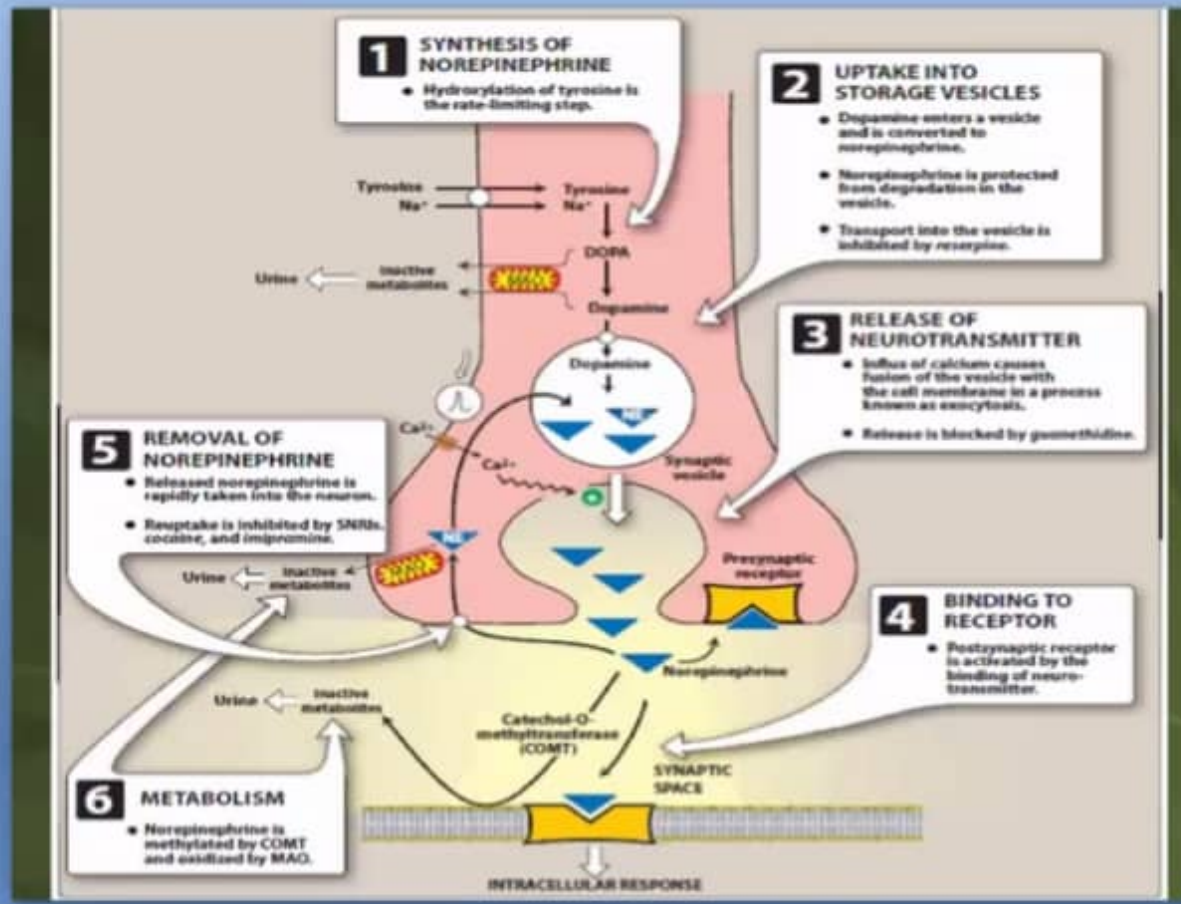 1 SYNTHESIS OF
NOREPINEPHRINE
• Hydroxylation of tyrosine is
the rate-limiting step.
2 UPTAKE INTO
STORAGE VESICLES
• Dopamine enters a vesicle
and is converted to
norepinephrine.
• Norepinephrine is protected
from degradation in the
vesicle.
• Transport into the vesicle is
inhibited by reserpine.
Tyrosine
Na+
Tyrosine
Na+
DOPA
Urine
Inactive
metabolites
Dopamine
Dopamine
NE
Synaptic
vesicle
3 RELEASE OF
NEUROTRANSMITTER
• Influx of calcium causes
fusion of the vesicle with
the cell membrane in a process
known as exocytosis.
• Release is blocked by guanethidine.
Ca2+
Ca2+
5 REMOVAL OF
NOREPINEPHRINE
• Released norepinephrine is
rapidly taken into the neuron.
• Reuptake is inhibited by SNRIs,
cocaine, and imipramine.
NE
Urine
Inactive
metabolites
Presynaptic
receptor
4 BINDING TO
RECEPTOR
• Postsynaptic receptor
is activated by the
binding of neuro-
transmitter.
Norepinephrine
Urine
Inactive
metabolites
Catechol-O-
methyltransferase
(COMT)
SYNAPTIC
SPACE
6 METABOLISM
• Norepinephrine is
methylated by COMT
and oxidized by MAO.
INTRACELLULAR RESPONSE